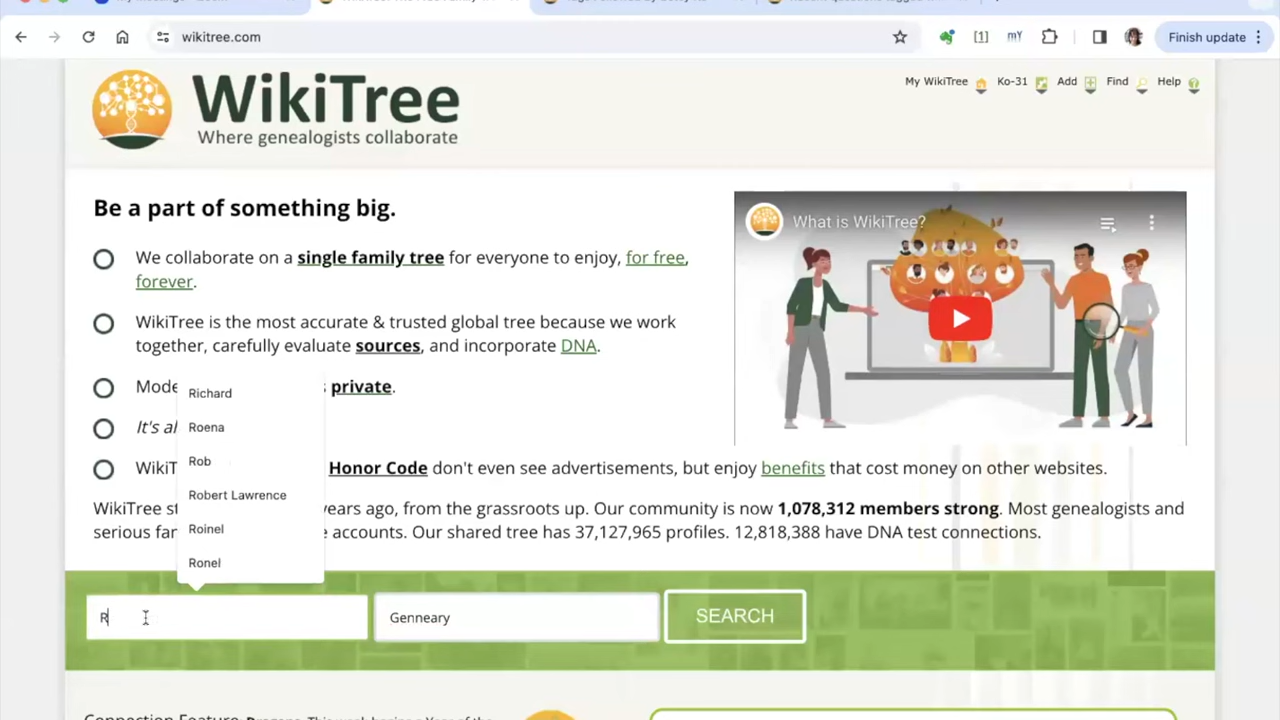 wikitree.com
Finish update
WikiTree
Where genealogists collaborate
My WikiTree Ko-31 Add Find Help
Be a part of something big.
We collaborate on a single family tree for everyone to enjoy, for free,
forever.
WikiTree is the most accurate & trusted global tree because we work
together, carefully evaluate sources, and incorporate DNA.
Mode private.
It's al
WikiT Honor Code don't even see advertisements, but enjoy benefits that cost money on other websites.
WikiTree st years ago, from the grassroots up. Our community is now 1,078,312 members strong. Most genealogists and
serious fan e accounts. Our shared tree has 37,127,965 profiles. 12,818,388 have DNA test connections.
What is WikiTree?
Richard
Roena
Rob
Robert Lawrence
Roinel
Ronel
R
Genneary
SEARCH